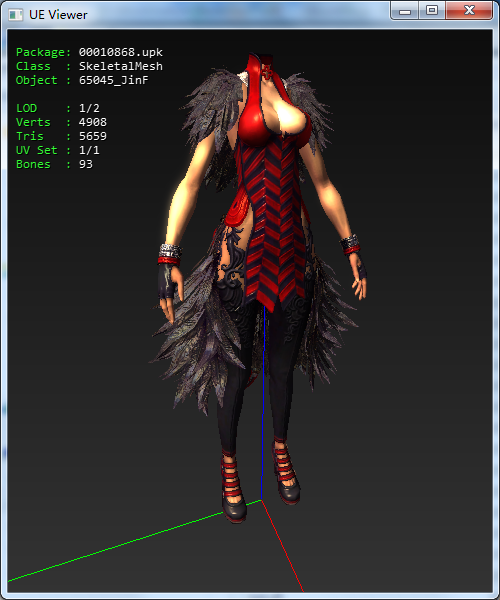 UE Viewer
Package: 00010868.upk
Class  : SkeletalMesh
Object : 65045_JinF
LOD    : 1/2
Verts  : 4908
Tris   : 5659
UV Set : 1/1
Bones  : 93